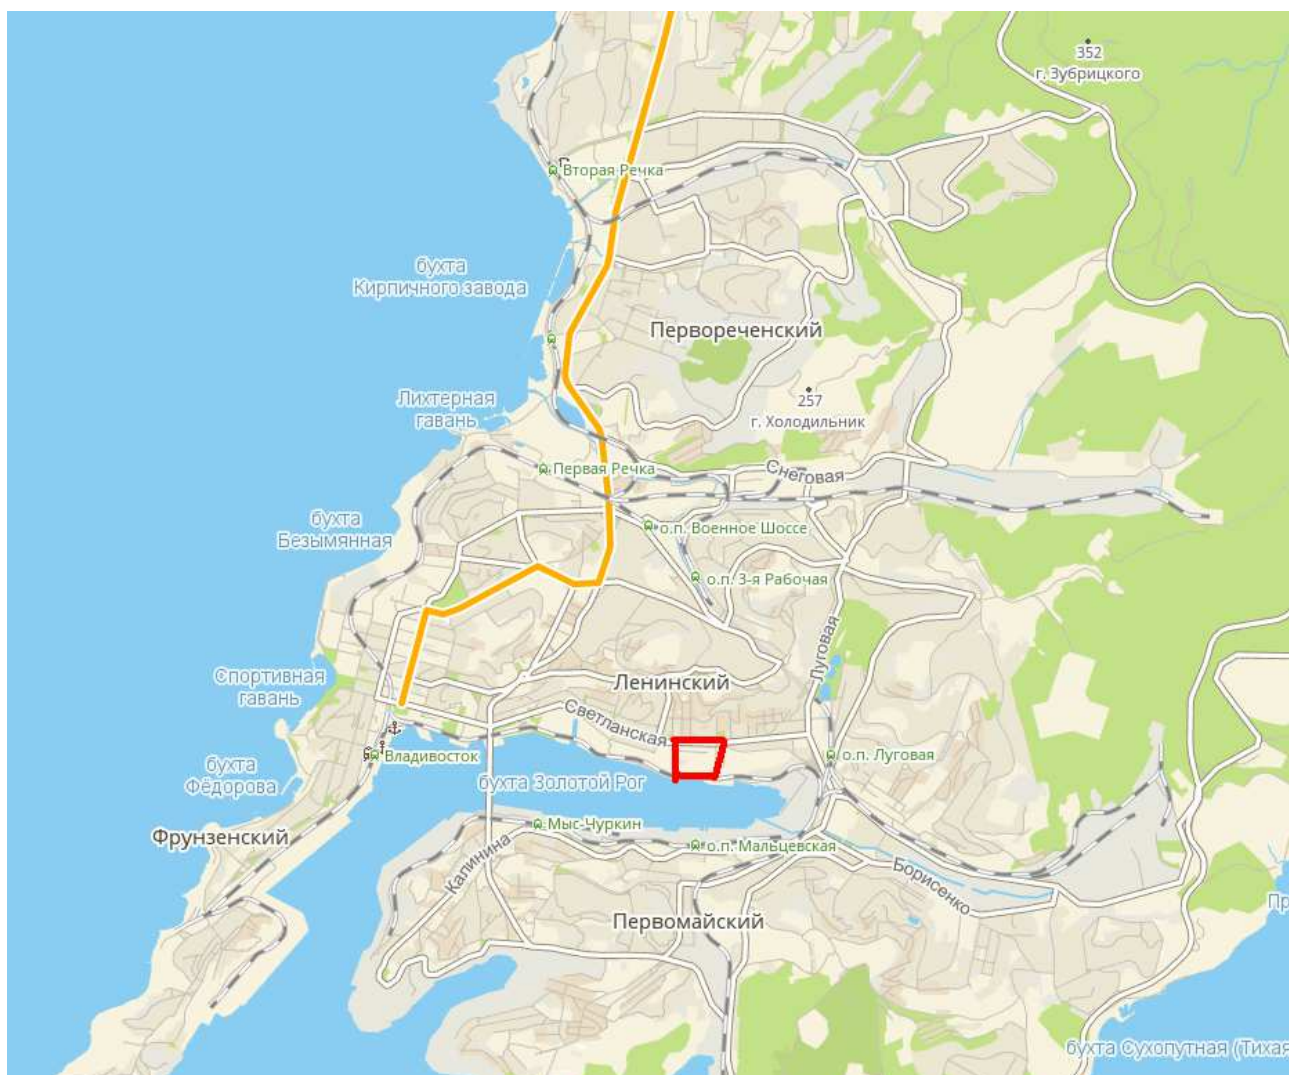 352
г. Зубрицкого
Вторая Речка
бухта
Кирпичного завода
Первореченский
257
г. Холодильник
Лихтерная
гавань
Первая Речка
Снеговая
бухта
Безымянная
о.п. Военное Шоссе
о.п. 3-я Рабочая
Луговая
Спортивная
гавань
Ленинский
Светланская
Владивосток
о.п. Луговая
бухта
Фёдорова
бухта Золотой Рог
Мыс-Чуркин
Фрунзенский
о.п. Мальцевская
Калинина
Борисенко
Пр
Первомайский
бухта Сухопутная (Тихая